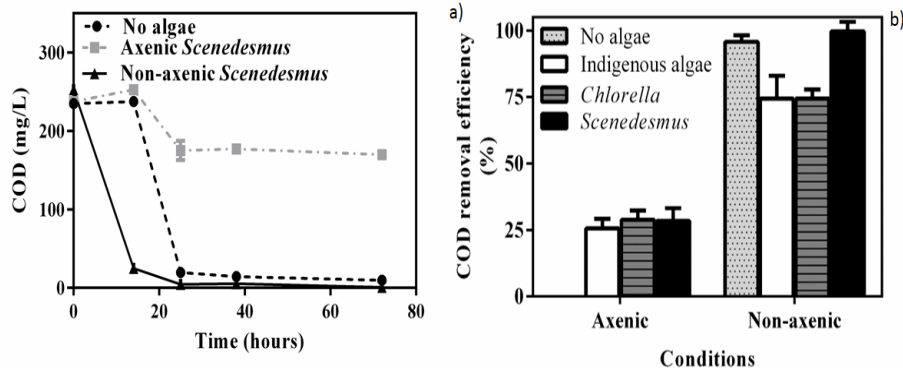 a)
No algae
Axenic Scenedesmus
Non-axenic Scenedesmus
COD (mg/L)
300
200
100
0
0
20
40
60
80
Time (hours)
b)
No algae
Indigenous algae
Chlorella
Scenedesmus
COD removal efficiency
(%)
100
75
50
25
0
Axenic
Non-axenic
Conditions